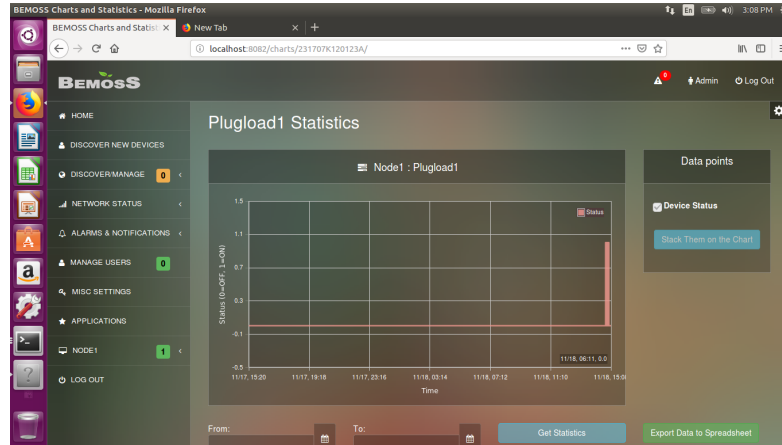 BEMOSS Charts and Statistics - Mozilla Firefox
En
3:08 PM
BEMOSS Charts and Statist
New Tab
localhost:8082/charts/231707K120123A/
BEMOSS
0
Admin
Log Out
HOME
DISCOVER NEW DEVICES
DISCOVER/MANAGE 0
NETWORK STATUS
ALARMS & NOTIFICATIONS
MANAGE USERS 0
MISC SETTINGS
APPLICATIONS
NODE1 1
LOG OUT
Plugload1 Statistics
Node1 : Plugload1
Status
Status (0=OFF, 1=ON)
1.5
1.1
0.7
0.3
-0.1
-0.5
11/18, 06:11, 0.0
11/17, 15:20
11/17, 19:18
11/17, 23:16
11/18, 03:14
11/18, 07:12
11/18, 11:10
11/18, 15:0
Time
Data points
Device Status
Stack Them on the Chart
From:
To:
Get Statistics
Export Data to Spreadsheet